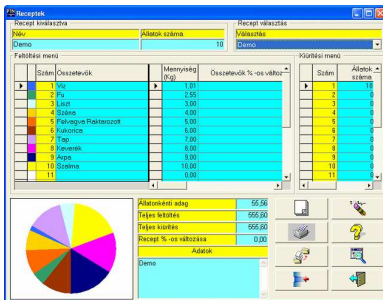 Receptek
Recept kiválasztva
Név Állatok száma
Demo 10
Recept választás
Választás
Demo
Feltöltési menü
Szám Összetevők Mennyiség (Kg) Összetevők % -os változ
1 Víz 1,01
2 Fu 2,55
3 Liszt 3,00
4 Széna 4,00
5 Felvagva Raktarozott 5,00
6 Kukorica 6,00
7 Tap 7,00
8 Keverek 8,00
9 Arpa 9,00
10 Szalma 10,00
11 0,00
Kiürítési menü
Szám Állatok száma
1 10
2 0
3 0
4 0
5 0
6 0
7 0
8 0
9 0
10 0
11 0
Állatonkénti adag 55,56
Teljes feltöltés 555,60
Teljes kiürítés 555,60
Recept % -os változása 0,00
Adatok
Demo